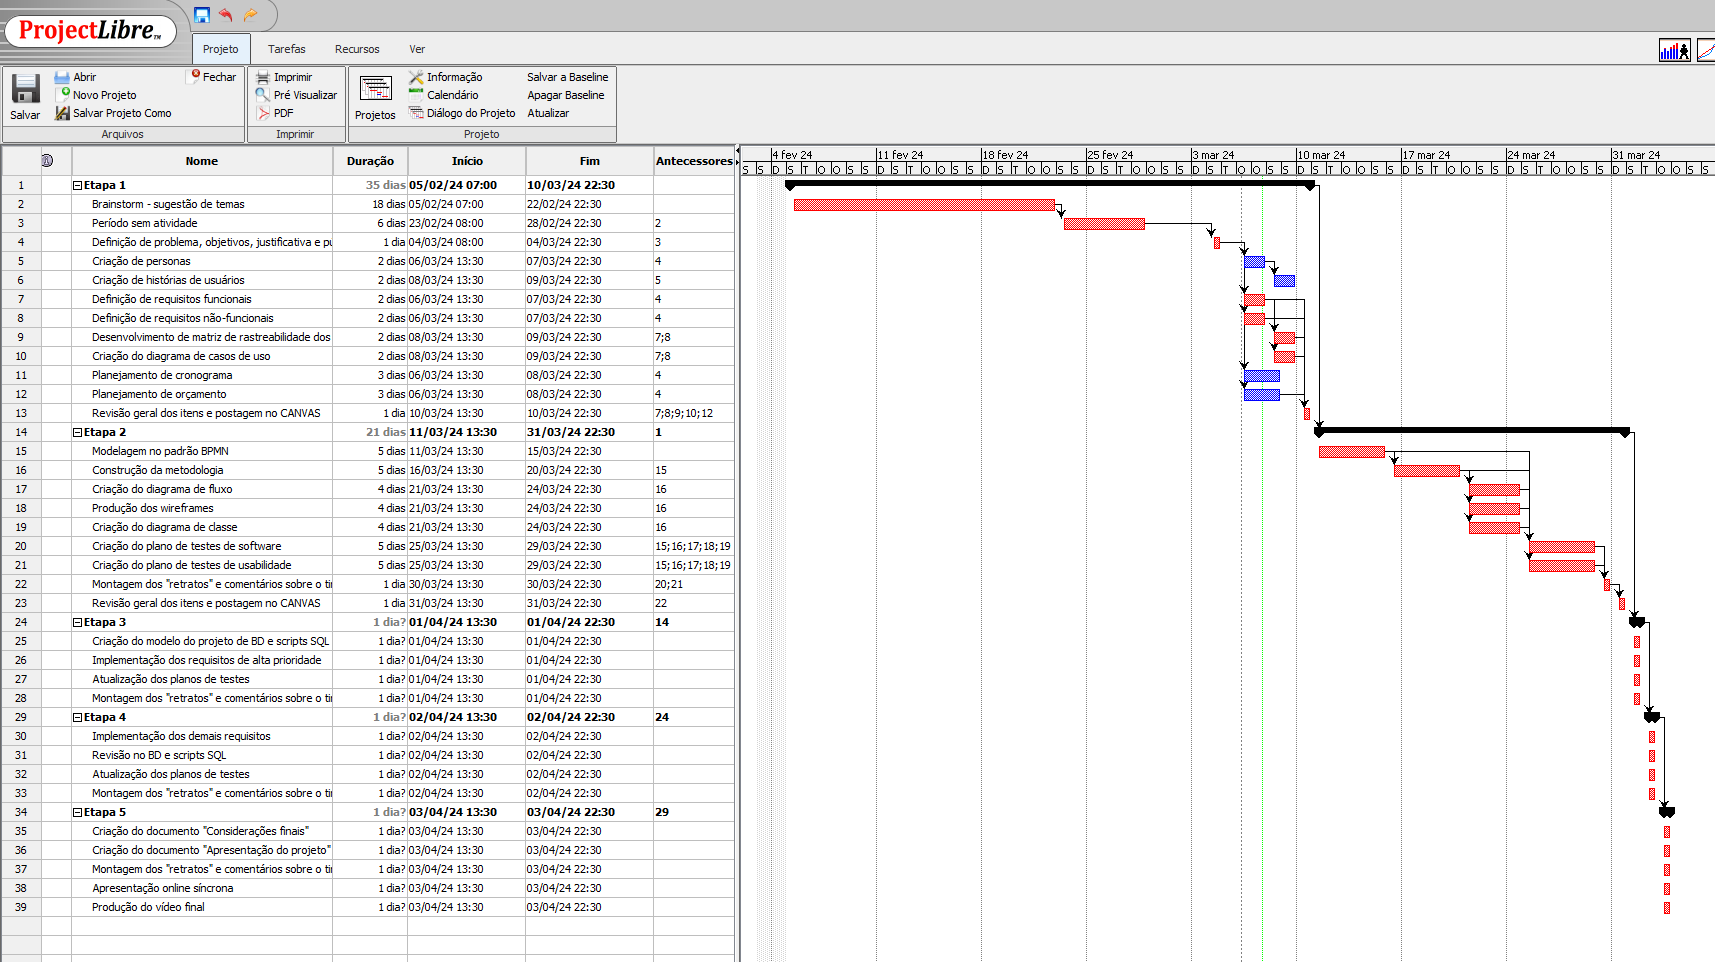 ProjectLibre™
Projeto Tarefas Recursos Ver
Salvar
Abrir
Novo Projeto
Salvar Projeto Como
Fechar
Arquivos
Imprimir
Pré Visualizar
PDF
Imprimir
Projetos
Informação
Calendário
Diálogo do Projeto
Salvar a Baseline
Apagar Baseline
Atualizar
Projeto
Nome Duração Início Fim Antecessores
4 fev 24 11 fev 24 18 fev 24 25 fev 24 3 mar 24 10 mar 24 17 mar 24 24 mar 24 31 mar 24
S S D S T Q Q S S D S T Q Q S S D S T Q Q S S D S T Q Q S S D S T Q Q S S D S T Q Q S S D S T Q Q S S D S T Q Q S S D S T Q Q S S
1 Etapa 1 35 dias 05/02/24 07:00 10/03/24 22:30
2 Brainstorm - sugestão de temas 18 dias 05/02/24 07:00 22/02/24 22:30
3 Período sem atividade 6 dias 23/02/24 08:00 28/02/24 22:30 2
4 Definição de problema, objetivos, justificativa e pu 1 dia 04/03/24 08:00 04/03/24 22:30 3
5 Criação de personas 2 dias 06/03/24 13:30 07/03/24 22:30 4
6 Criação de histórias de usuários 2 dias 08/03/24 13:30 09/03/24 22:30 5
7 Definição de requisitos funcionais 2 dias 06/03/24 13:30 07/03/24 22:30 4
8 Definição de requisitos não-funcionais 2 dias 06/03/24 13:30 07/03/24 22:30 4
9 Desenvolvimento de matriz de rastreabilidade dos 2 dias 08/03/24 13:30 09/03/24 22:30 7;8
10 Criação do diagrama de casos de uso 2 dias 08/03/24 13:30 09/03/24 22:30 7;8
11 Planejamento de cronograma 3 dias 06/03/24 13:30 08/03/24 22:30 4
12 Planejamento de orçamento 3 dias 06/03/24 13:30 08/03/24 22:30 4
13 Revisão geral dos itens e postagem no CANVAS 1 dia 10/03/24 13:30 10/03/24 22:30 7;8;9;10;12
14 Etapa 2 21 dias 11/03/24 13:30 31/03/24 22:30 1
15 Modelagem no padrão BPMN 5 dias 11/03/24 13:30 15/03/24 22:30
16 Construção da metodologia 5 dias 16/03/24 13:30 20/03/24 22:30 15
17 Criação do diagrama de fluxo 4 dias 21/03/24 13:30 24/03/24 22:30 16
18 Produção dos wireframes 4 dias 21/03/24 13:30 24/03/24 22:30 16
19 Criação do diagrama de classe 4 dias 21/03/24 13:30 24/03/24 22:30 16
20 Criação do plano de testes de software 5 dias 25/03/24 13:30 29/03/24 22:30 15;16;17;18;19
21 Criação do plano de testes de usabilidade 5 dias 25/03/24 13:30 29/03/24 22:30 15;16;17;18;19
22 Montagem dos "retratos" e comentários sobre o tir 1 dia 30/03/24 13:30 30/03/24 22:30 20;21
23 Revisão geral dos itens e postagem no CANVAS 1 dia 31/03/24 13:30 31/03/24 22:30 22
24 Etapa 3 1 dia? 01/04/24 13:30 01/04/24 22:30 14
25 Criação do modelo do projeto de BD e scripts SQL 1 dia? 01/04/24 13:30 01/04/24 22:30
26 Implementação dos requisitos de alta prioridade 1 dia? 01/04/24 13:30 01/04/24 22:30
27 Atualização dos planos de testes 1 dia? 01/04/24 13:30 01/04/24 22:30
28 Montagem dos "retratos" e comentários sobre o tir 1 dia? 01/04/24 13:30 01/04/24 22:30
29 Etapa 4 1 dia? 02/04/24 13:30 02/04/24 22:30 24
30 Implementação dos demais requisitos 1 dia? 02/04/24 13:30 02/04/24 22:30
31 Revisão no BD e scripts SQL 1 dia? 02/04/24 13:30 02/04/24 22:30
32 Atualização dos planos de testes 1 dia? 02/04/24 13:30 02/04/24 22:30
33 Montagem dos "retratos" e comentários sobre o tir 1 dia? 02/04/24 13:30 02/04/24 22:30
34 Etapa 5 1 dia? 03/04/24 13:30 03/04/24 22:30 29
35 Criação do documento "Considerações finais" 1 dia? 03/04/24 13:30 03/04/24 22:30
36 Criação do documento "Apresentação do projeto" 1 dia? 03/04/24 13:30 03/04/24 22:30
37 Montagem dos "retratos" e comentários sobre o tir 1 dia? 03/04/24 13:30 03/04/24 22:30
38 Apresentação online síncrona 1 dia? 03/04/24 13:30 03/04/24 22:30
39 Produção do vídeo final 1 dia? 03/04/24 13:30 03/04/24 22:30